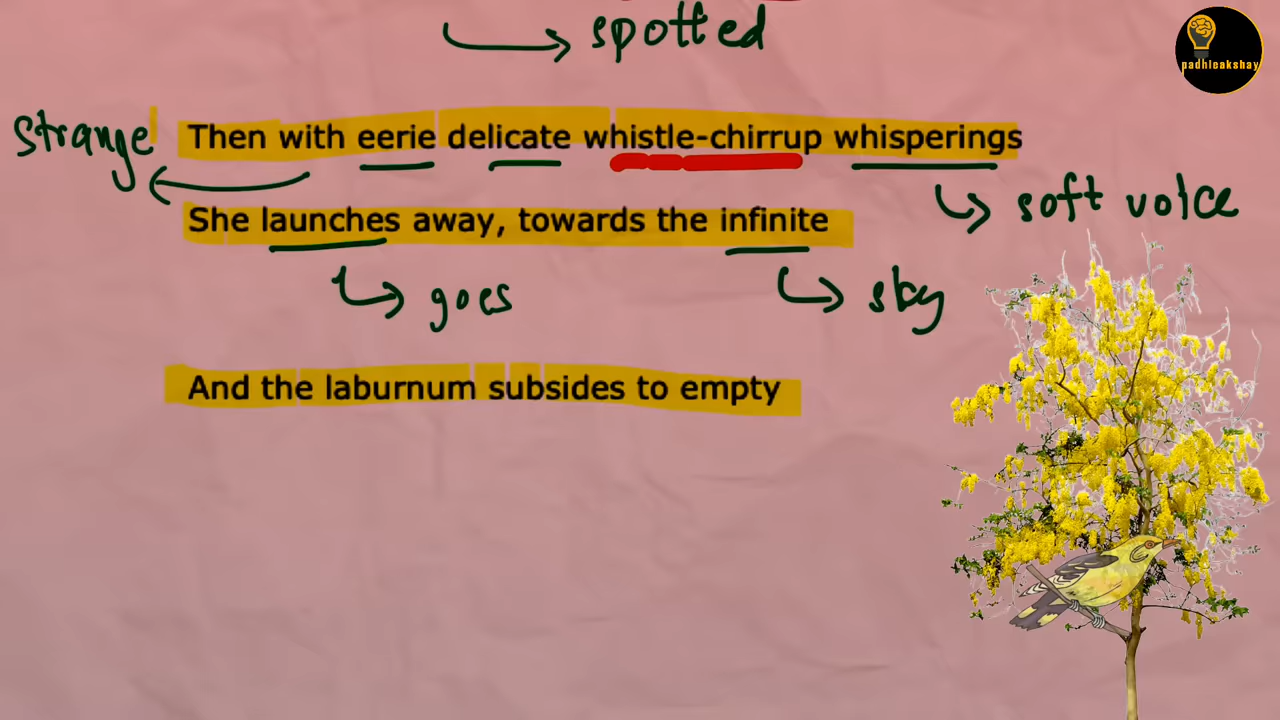 spotted
padhleakshay
strange Then with eerie delicate whistle-chirrup whisperings
She launches away, towards the infinite
soft voice
goes
sky
And the laburnum subsides to empty